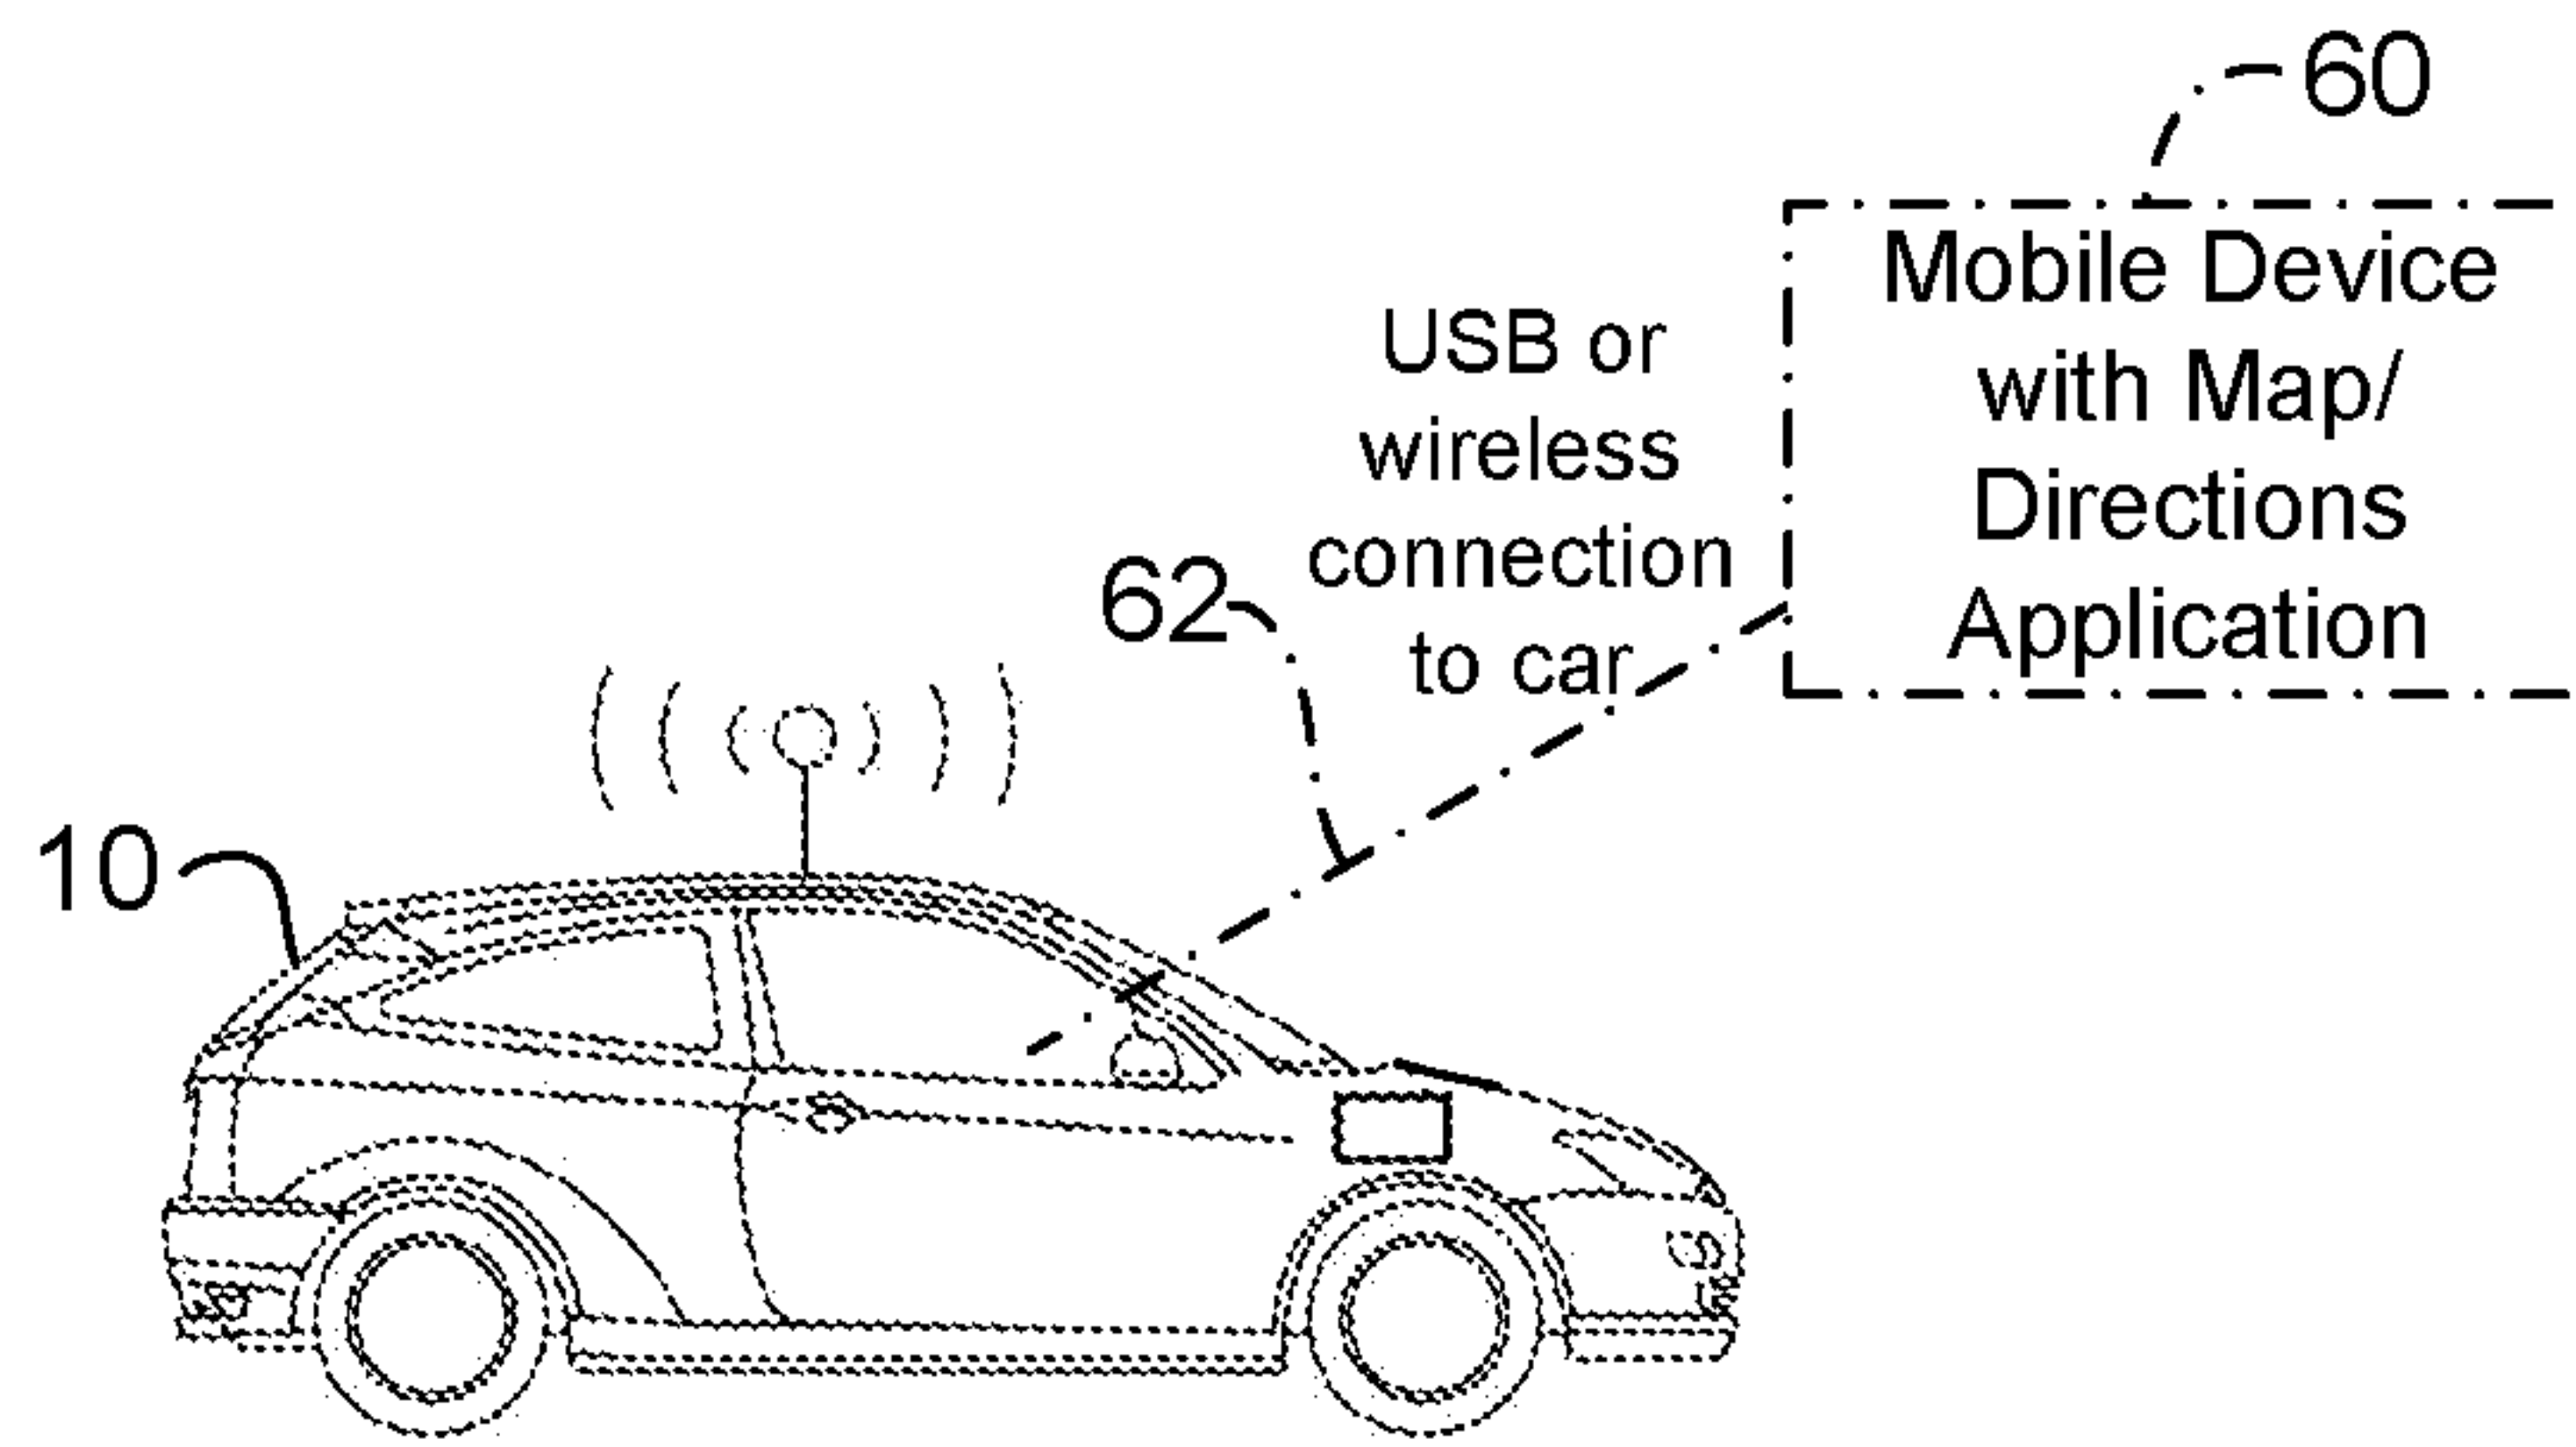 60
Mobile Device
with Map/
Directions
Application
USB or
wireless
connection
to car
62
10